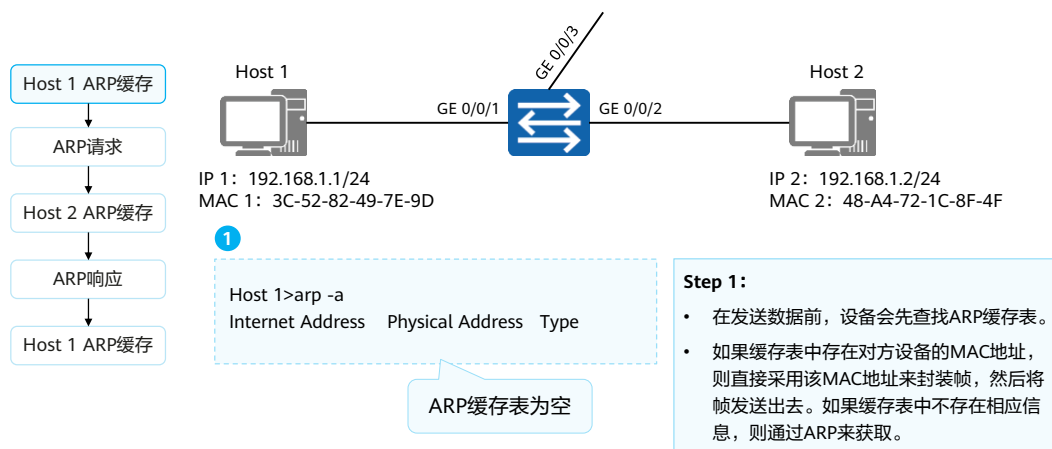 Host 1 ARP缓存
ARP请求
Host 2 ARP缓存
ARP响应
Host 1 ARP缓存
Host 1
GE 0/0/1
GE 0/0/3
GE 0/0/2
Host 2
IP 1：192.168.1.1/24
MAC 1：3C-52-82-49-7E-9D
IP 2：192.168.1.2/24
MAC 2：48-A4-72-1C-8F-4F
1
Host 1>arp -a
Internet Address Physical Address Type
ARP缓存表为空
Step 1：
• 在发送数据前，设备会先查找ARP缓存表。
• 如果缓存表中存在对方设备的MAC地址，
则直接采用该MAC地址来封装帧，然后将
帧发送出去。如果缓存表中不存在相应信
息，则通过ARP来获取。